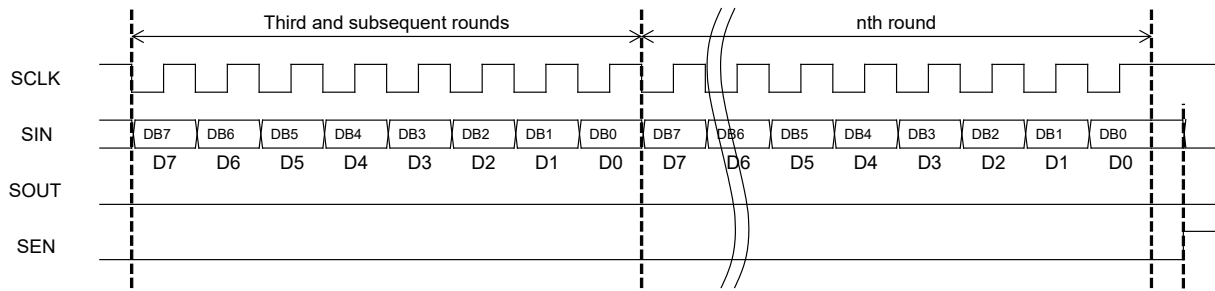 Third and subsequent rounds nth round
SCLK
SIN DB7 DB6 DB5 DB4 DB3 DB2 DB1 DB0 DB7 DB6 DB5 DB4 DB3 DB2 DB1 DB0
D7 D6 D5 D4 D3 D2 D1 D0 D7 D6 D5 D4 D3 D2 D1 D0
SOUT
SEN